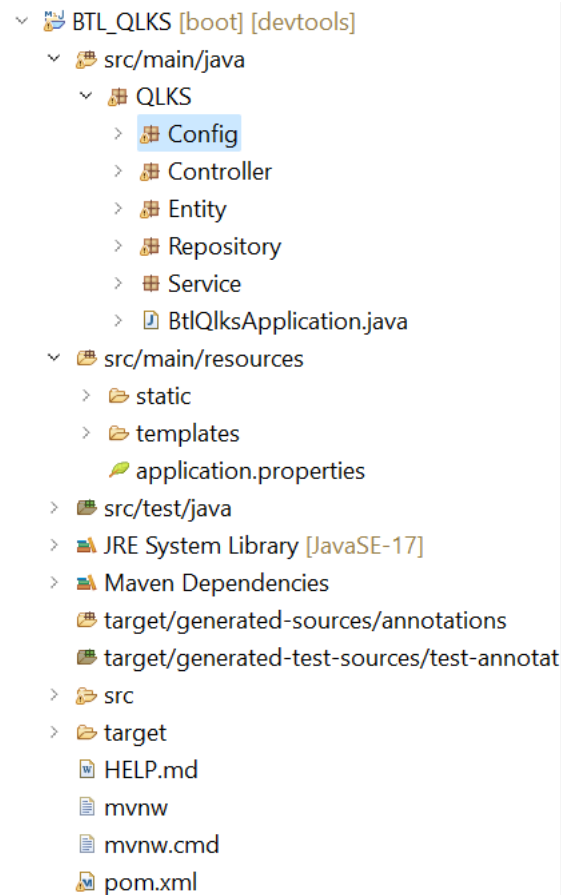 BTL_QLKS [boot] [devtools]
src/main/java
QLKS
Config
Controller
Entity
Repository
Service
BtlQlksApplication.java
src/main/resources
static
templates
application.properties
src/test/java
JRE System Library [JavaSE-17]
Maven Dependencies
target/generated-sources/annotations
target/generated-test-sources/test-annotat
src
target
HELP.md
mvnw
mvnw.cmd
pom.xml